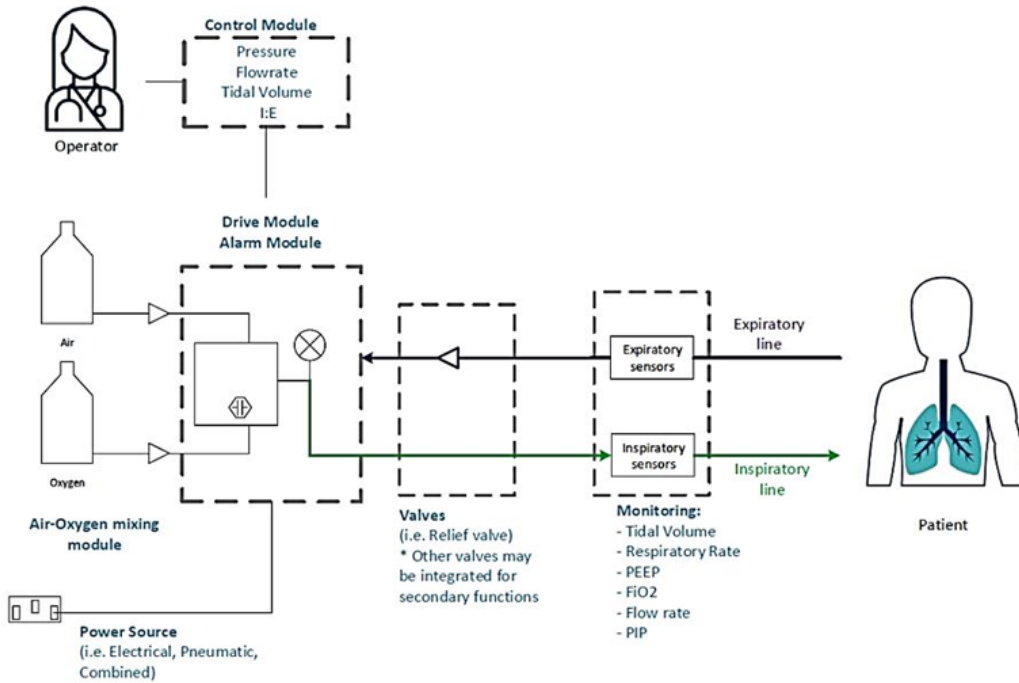 Control Module
Pressure
Flowrate
Tidal Volume
I:E
Operator
Drive Module
Alarm Module
Air
Oxygen
Air-Oxygen mixing
module
Expiratory
sensors
Expiratory
line
Inspiratory
sensors
Inspiratory
line
Patient
Valves
(i.e. Relief valve)
* Other valves may
be integrated for
secondary functions
Monitoring:
- Tidal Volume
- Respiratory Rate
- PEEP
- FiO2
- Flow rate
- PIP
Power Source
(i.e. Electrical, Pneumatic,
Combined)